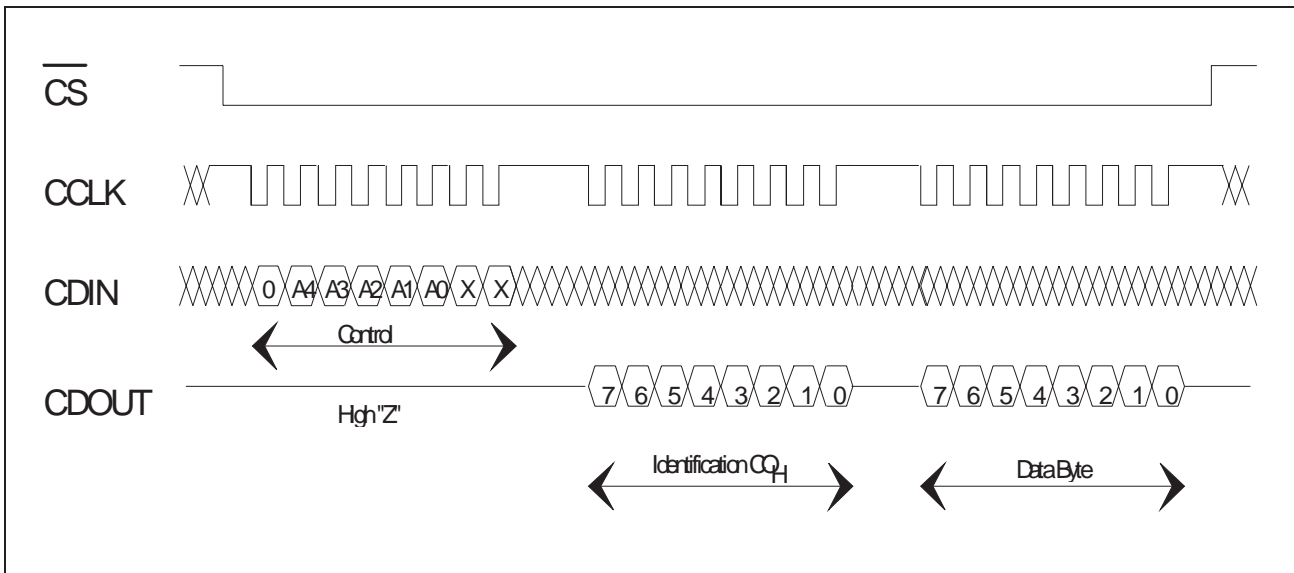 CS
CCLK
CDIN 0 A4 A3 A2 A1 A0 X X
Control
CDOUT 7 6 5 4 3 2 1 0 7 6 5 4 3 2 1 0
High "Z"
Identification C0H Data Byte